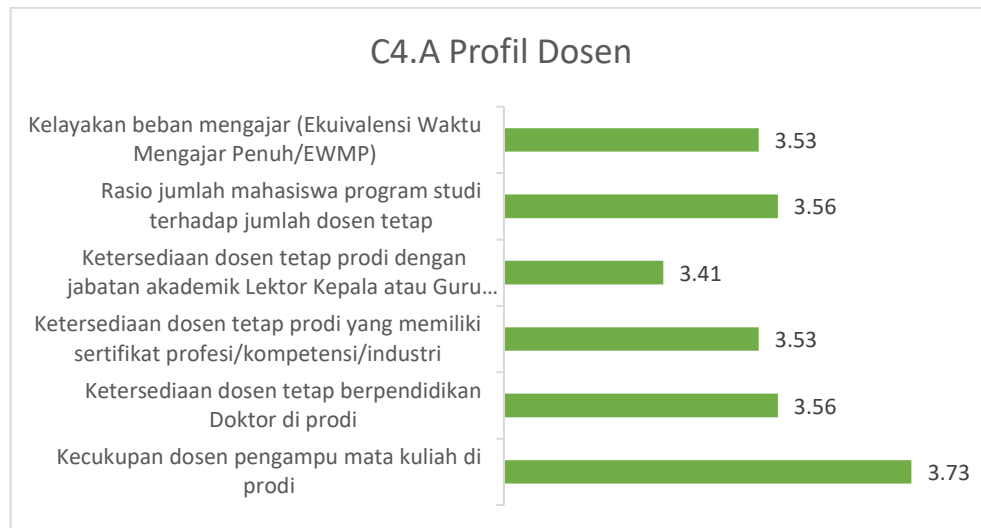 C4.A Profil Dosen
Kelayakan beban mengajar (Ekuivalensi Waktu
Mengajar Penuh/EWMP)
3.53
Rasio jumlah mahasiswa program studi
terhadap jumlah dosen tetap
3.56
Ketersediaan dosen tetap prodi dengan
jabatan akademik Lektor Kepala atau Guru…
3.41
Ketersediaan dosen tetap prodi yang memiliki
sertifikat profesi/kompetensi/industri
3.53
Ketersediaan dosen tetap berpendidikan
Doktor di prodi
3.56
Kecukupan dosen pengampu mata kuliah di
prodi
3.73